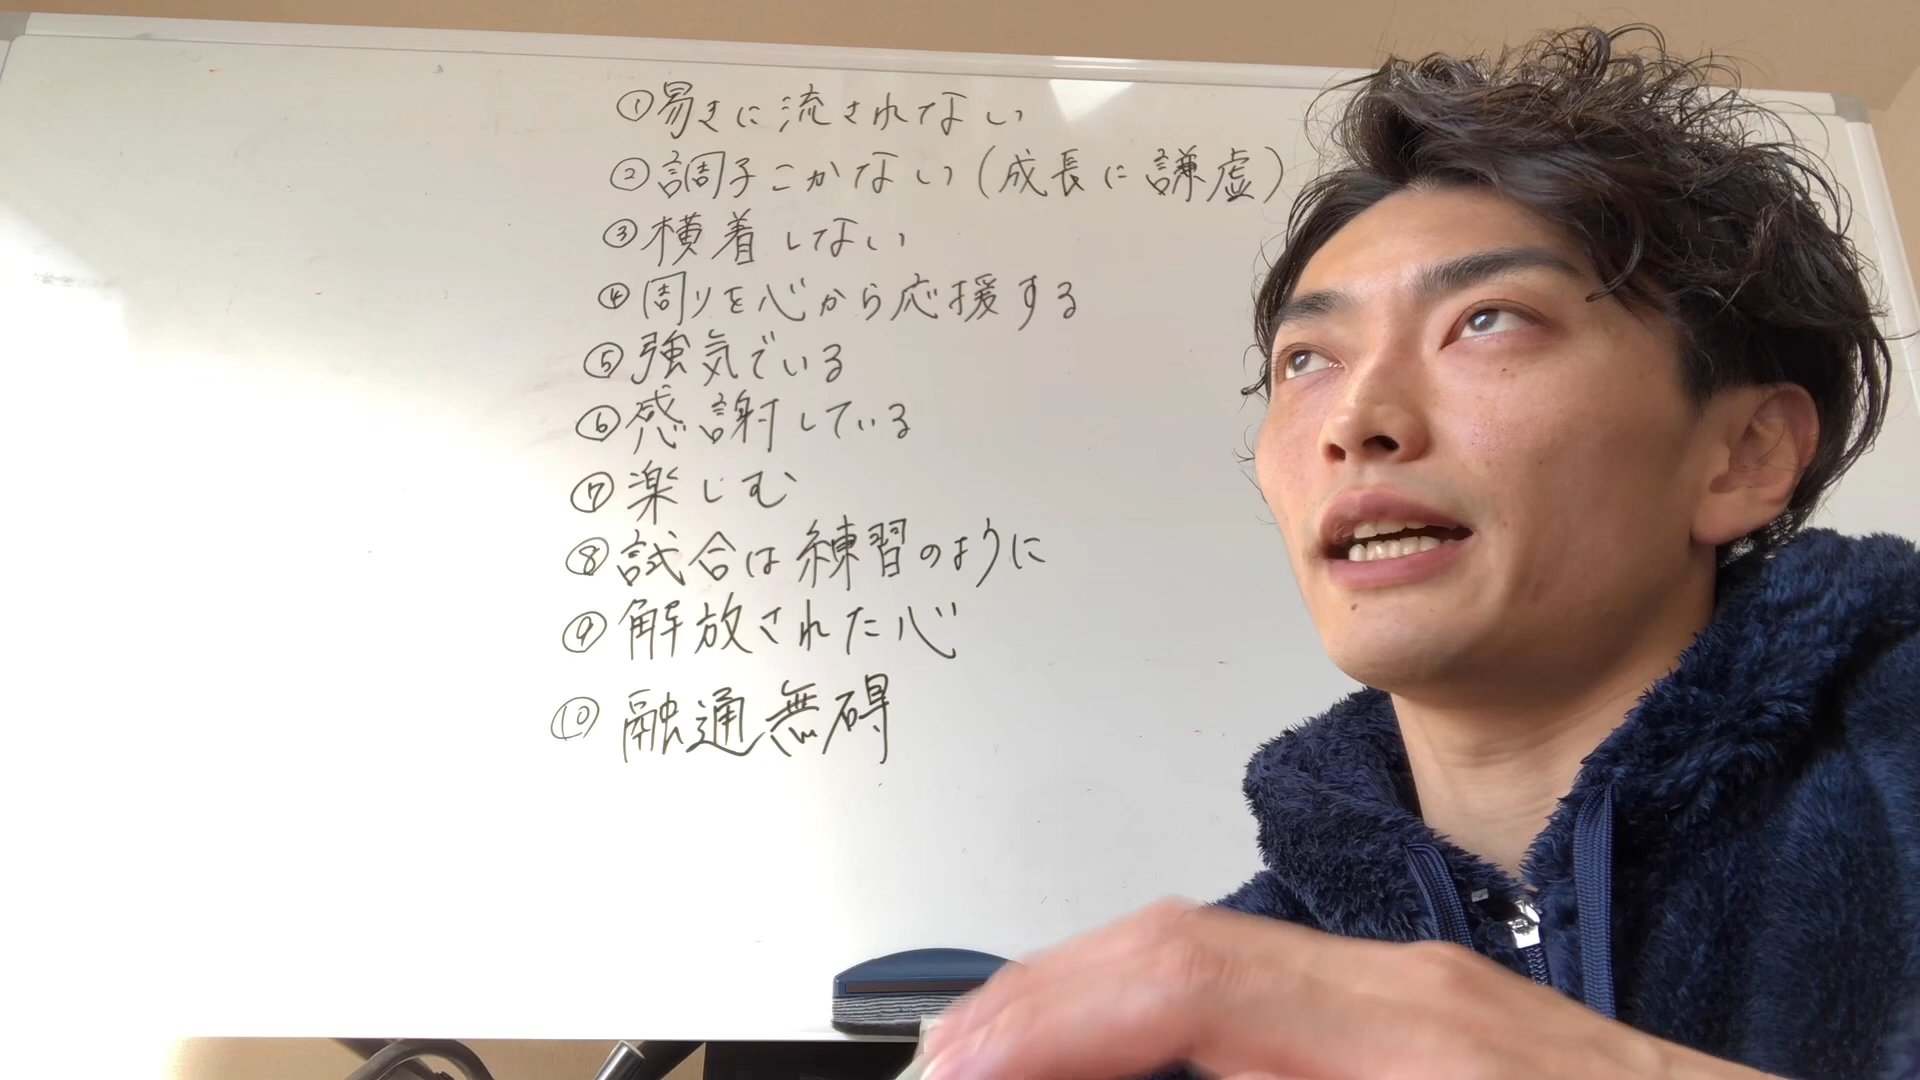 ①易きに流されない
②調子こかない(成長に謙虚)
③横着しない
④周りを心から応援する
⑤強気でいる
⑥感謝している
⑦楽しむ
⑧試合は練習のように
⑨解放された心
⑩融通無碍